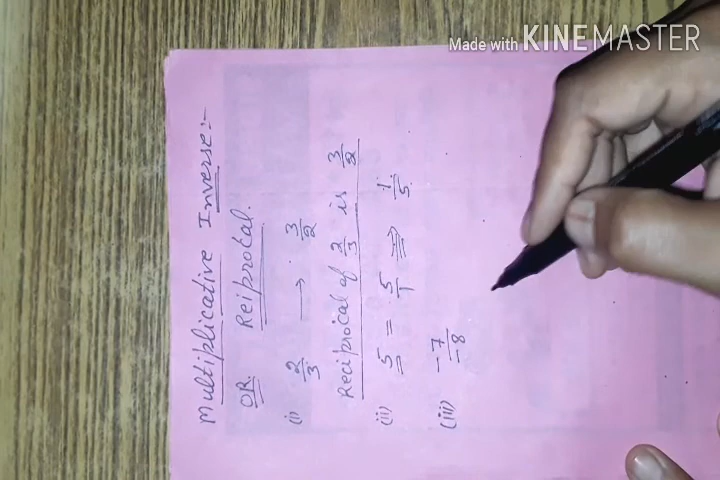 Made with KINEMASTER
Multiplicative Inverse:-
OR Reiprocal.
(i) 2/3 → 3/2
Reciprocal of 2/3 is 3/2
(ii) 5 = 5/1 ⇒ 1/5
(iii) -7/-8